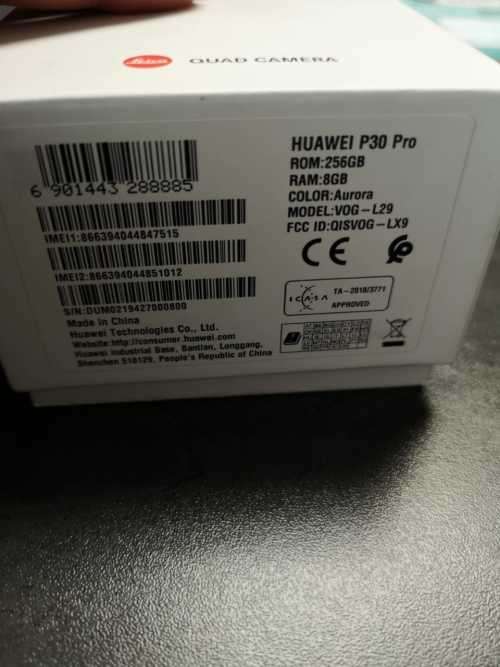 Leica QUAD CAMERA
HUAWEI P30 Pro
ROM:256GB
RAM:8GB
COLOR:Aurora
MODEL:VOG-L29
FCC ID:QISVOG-LX9
6 901443 288885
IMEI1:866394044847515
IMEI2:866394044851012
S/N:DUM0219427000800
Made in China
Huawei Technologies Co., Ltd.
Website:http://consumer.huawei.com
Huawei Industrial Base, Bantian, Longgang,
Shenzhen 518129, People's Republic of China
CE
ICASA
TA-2018/3771
APPROVED